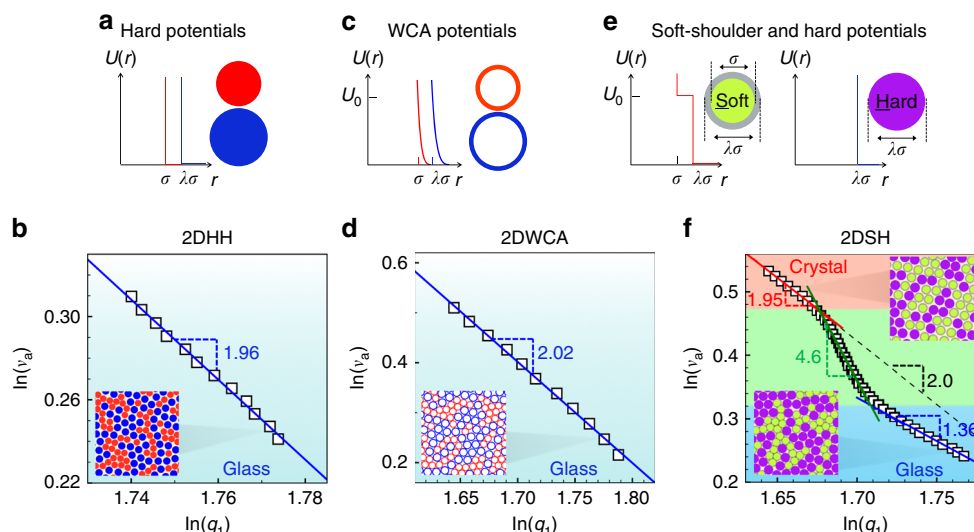 a Hard potentials
U(r)
σ λσ r
c WCA potentials
U(r)
U0
σ λσ r
e Soft-shoulder and hard potentials
U(r)
U0
σ λσ r
σ
Soft
λσ
U(r)
λσ r
Hard
λσ
b 2DHH
ln(νa)
0.30
0.26
0.22
1.96
Glass
1.74 1.76 1.78
ln(q1)
d 2DWCA
ln(νa)
0.6
0.4
0.2
2.02
Glass
1.65 1.70 1.75 1.80
ln(q1)
f 2DSH
ln(νa)
0.5
0.4
0.3
0.2
Crystal
1.95
4.6
2.0
1.36
Glass
1.65 1.70 1.75
ln(q1)